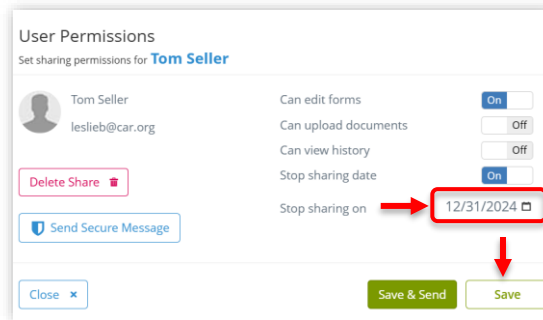 User Permissions
Set sharing permissions for Tom Seller
Tom Seller
leslieb@car.org
Delete Share
Send Secure Message
Can edit forms On
Can upload documents Off
Can view history Off
Stop sharing date On
Stop sharing on 12/31/2024
Close ×
Save & Send
Save